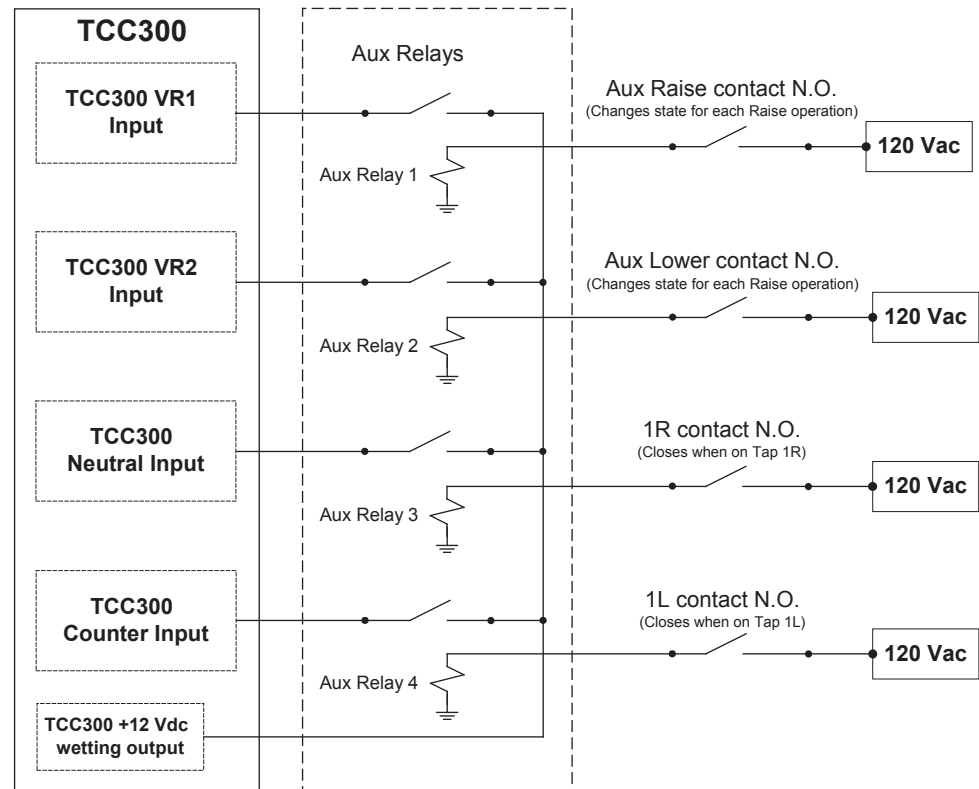 TCC300
Aux Relays
TCC300 VR1
Input
Aux Raise contact N.O.
(Changes state for each Raise operation)
120 Vac
Aux Relay 1
TCC300 VR2
Input
Aux Lower contact N.O.
(Changes state for each Raise operation)
120 Vac
Aux Relay 2
TCC300
Neutral Input
1R contact N.O.
(Closes when on Tap 1R)
120 Vac
Aux Relay 3
TCC300
Counter Input
1L contact N.O.
(Closes when on Tap 1L)
120 Vac
Aux Relay 4
TCC300 +12 Vdc
wetting output